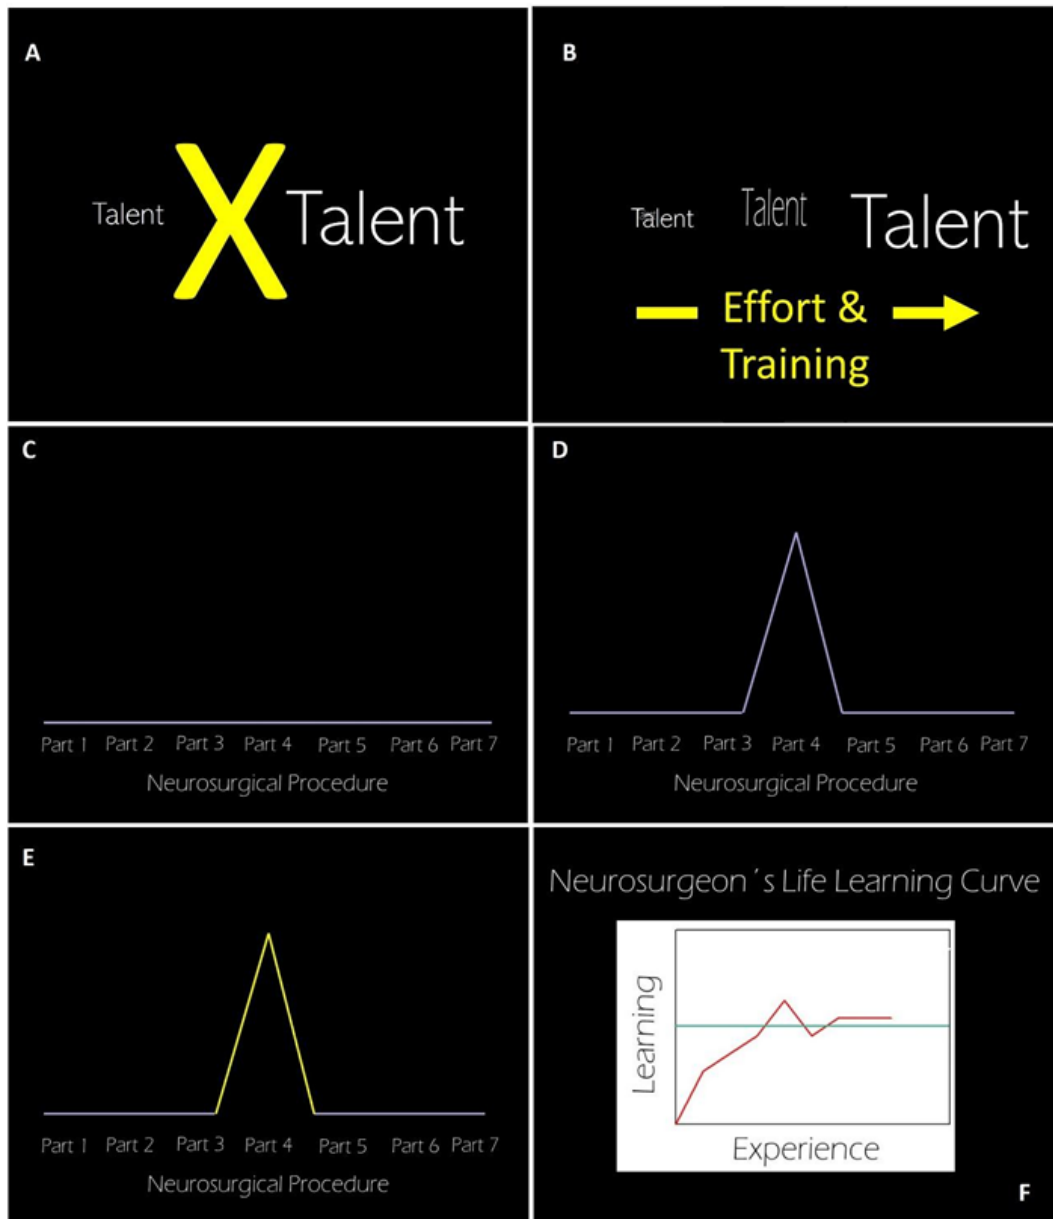 A
Talent X Talent
B
Talent Talent Talent
Effort &
Training
C
Part 1 Part 2 Part 3 Part 4 Part 5 Part 6 Part 7
Neurosurgical Procedure
D
Part 1 Part 2 Part 3 Part 4 Part 5 Part 6 Part 7
Neurosurgical Procedure
E
Part 1 Part 2 Part 3 Part 4 Part 5 Part 6 Part 7
Neurosurgical Procedure
Neurosurgeon´s Life Learning Curve
Learning
Experience
F